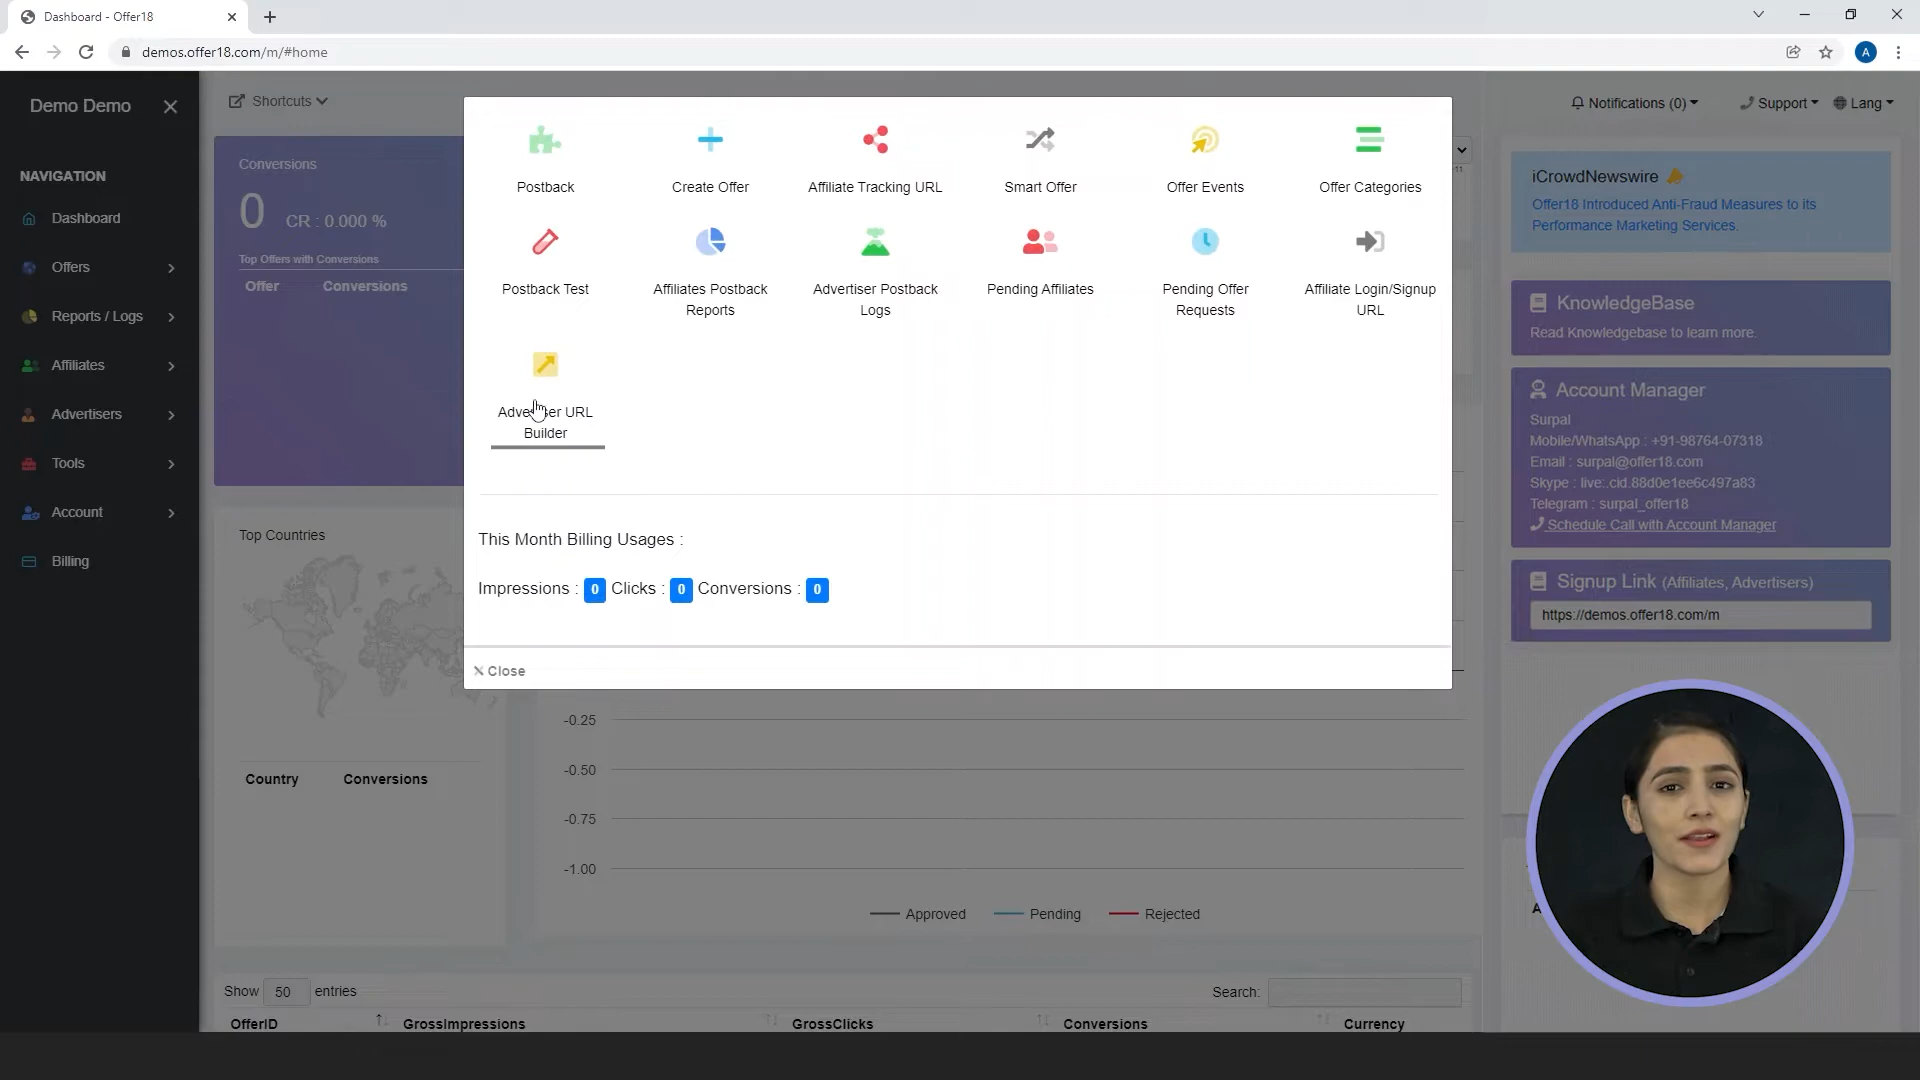 Dashboard - Offer18
demos.offer18.com/m/#home
A
Demo Demo
NAVIGATION
Dashboard
Offers
Reports / Logs
Affiliates
Advertisers
Tools
Account
Billing
Shortcuts
Notifications (0)
Support
Lang
Conversions
0 CR : 0.000 %
Top Offers with Conversions
Offer Conversions
Postback
Create Offer
Affiliate Tracking URL
Smart Offer
Offer Events
Offer Categories
Postback Test
Affiliates Postback
Reports
Advertiser Postback
Logs
Pending Affiliates
Pending Offer
Requests
Affiliate Login/Signup
URL
Advertiser URL
Builder
This Month Billing Usages :
Impressions : 0 Clicks : 0 Conversions : 0
Close
iCrowdNewswire
Offer18 Introduced Anti-Fraud Measures to its
Performance Marketing Services.
KnowledgeBase
Read Knowledgebase to learn more.
Account Manager
Surpal
Mobile/WhatsApp : +91-98764-07318
Email : surpal@offer18.com
Skype : live:.cid.88d0e1ee6c497a83
Telegram : surpal_offer18
Schedule Call with Account Manager
Signup Link (Affiliates, Advertisers)
https://demos.offer18.com/m
Top Countries
Country Conversions
-0.25
-0.50
-0.75
-1.00
Approved Pending Rejected
Show 50 entries
Search:
OfferID GrossImpressions GrossClicks Conversions Currency